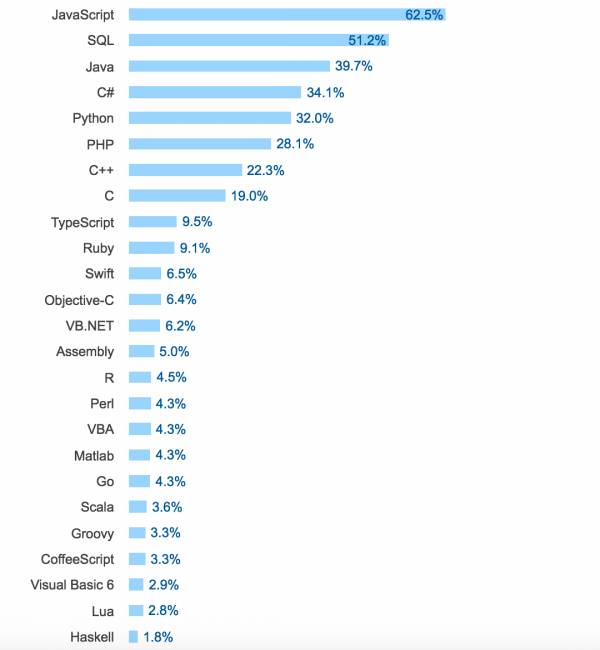 JavaScript 62.5%
SQL 51.2%
Java 39.7%
C# 34.1%
Python 32.0%
PHP 28.1%
C++ 22.3%
C 19.0%
TypeScript 9.5%
Ruby 9.1%
Swift 6.5%
Objective-C 6.4%
VB.NET 6.2%
Assembly 5.0%
R 4.5%
Perl 4.3%
VBA 4.3%
Matlab 4.3%
Go 4.3%
Scala 3.6%
Groovy 3.3%
CoffeeScript 3.3%
Visual Basic 6 2.9%
Lua 2.8%
Haskell 1.8%